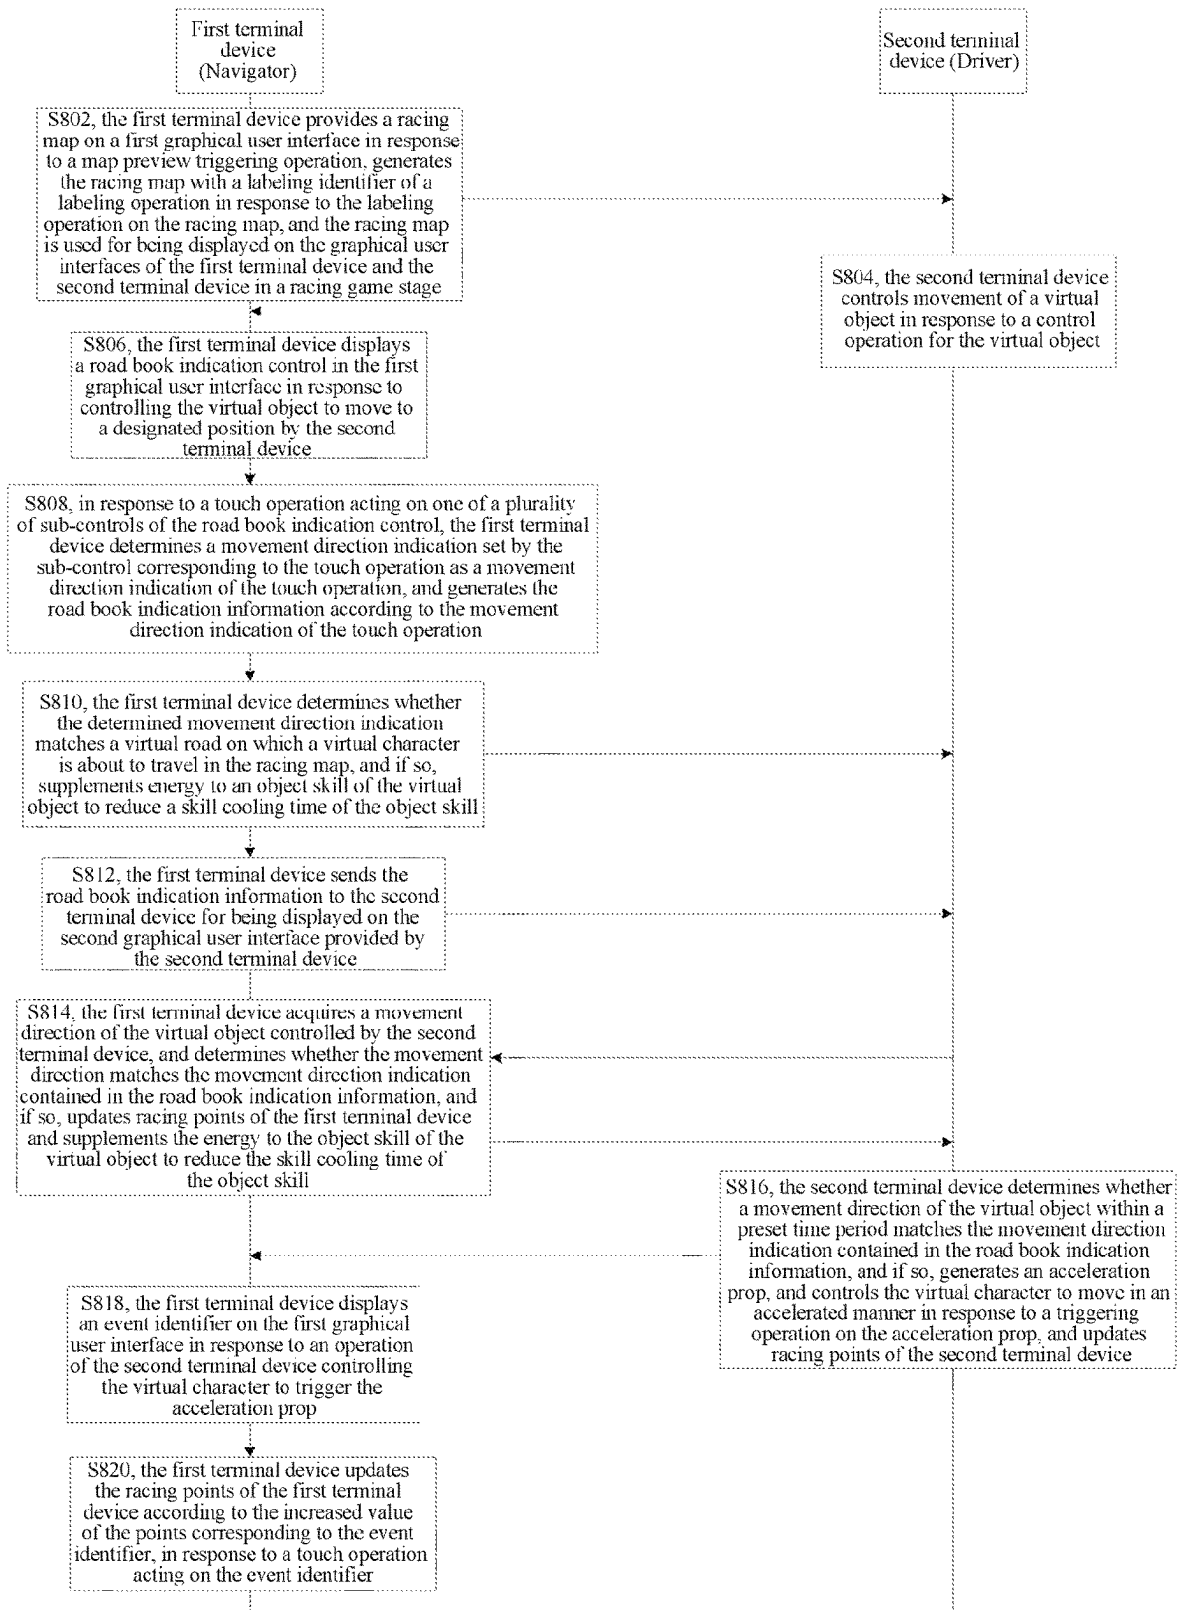 First terminal
device
(Navigator)
Second terminal
device (Driver)
S802, the first terminal device provides a racing
map on a first graphical user interface in response
to a map preview triggering operation, generates
the racing map with a labeling identifier of a
labeling operation in response to the labeling
operation on the racing map, and the racing map
is used for being displayed on the graphical user
interfaces of the first terminal device and the
second terminal device in a racing game stage
S804, the second terminal device
controls movement of a virtual
object in response to a control
operation for the virtual object
S806, the first terminal device displays
a road book indication control in the first
graphical user interface in response to
controlling the virtual object to move to
a designated position by the second
terminal device
S808, in response to a touch operation acting on one of a plurality
of sub-controls of the road book indication control, the first terminal
device determines a movement direction indication set by the
sub-control corresponding to the touch operation as a movement
direction indication of the touch operation, and generates the
road book indication information according to the movement
direction indication of the touch operation
S810, the first terminal device determines whether
the determined movement direction indication
matches a virtual road on which a virtual character
is about to travel in the racing map, and if so,
supplements energy to an object skill of the virtual
object to reduce a skill cooling time of the object skill
S812, the first terminal device sends the
road book indication information to the second
terminal device for being displayed on the
second graphical user interface provided by
the second terminal device
S814, the first terminal device acquires a movement
direction of the virtual object controlled by the second
terminal device, and determines whether the movement
direction matches the movement direction indication
contained in the road book indication information, and
if so, updates racing points of the first terminal device
and supplements the energy to the object skill of the
virtual object to reduce the skill cooling time of
the object skill
S816, the second terminal device determines whether
a movement direction of the virtual object within a
preset time period matches the movement direction
indication contained in the road book indication
information, and if so, generates an acceleration
prop, and controls the virtual character to move in an
accelerated manner in response to a triggering
operation on the acceleration prop, and updates
racing points of the second terminal device
S818, the first terminal device displays
an event identifier on the first graphical
user interface in response to an operation
of the second terminal device controlling
the virtual character to trigger the
acceleration prop
S820, the first terminal device updates
the racing points of the first terminal
device according to the increased value
of the points corresponding to the event
identifier, in response to a touch operation
acting on the event identifier